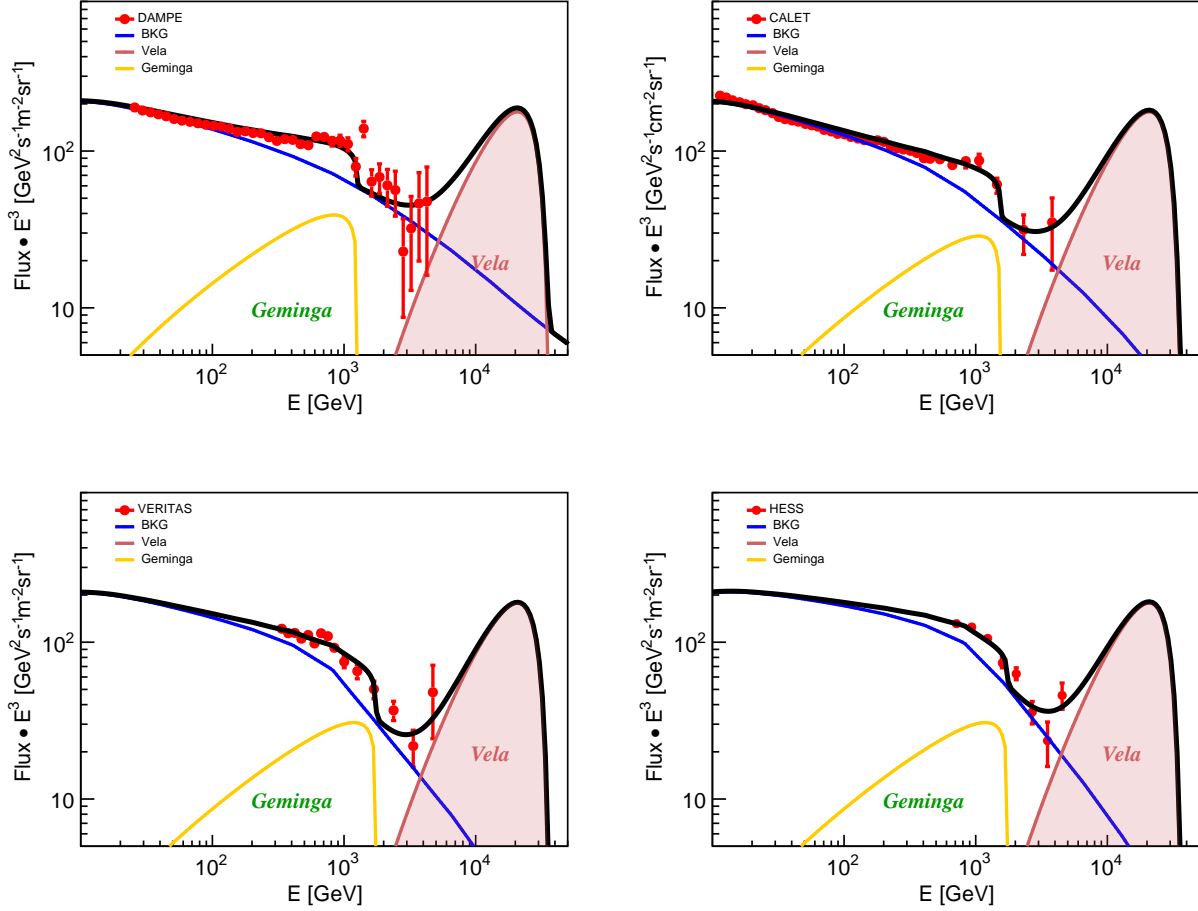 DAMPE
BKG
Vela
Geminga
Flux • E³ [GeV²s⁻¹m⁻²sr⁻¹]
10²
10
Geminga
Vela
10² 10³ 10⁴
E [GeV]
CALET
BKG
Vela
Geminga
Flux • E³ [GeV²s⁻¹cm⁻²sr⁻¹]
10²
10
Geminga
Vela
10² 10³ 10⁴
E [GeV]
VERITAS
BKG
Vela
Geminga
Flux • E³ [GeV²s⁻¹m⁻²sr⁻¹]
10²
10
Geminga
Vela
10² 10³ 10⁴
E [GeV]
HESS
BKG
Vela
Geminga
Flux • E³ [GeV²s⁻¹m⁻²sr⁻¹]
10²
10
Geminga
Vela
10² 10³ 10⁴
E [GeV]